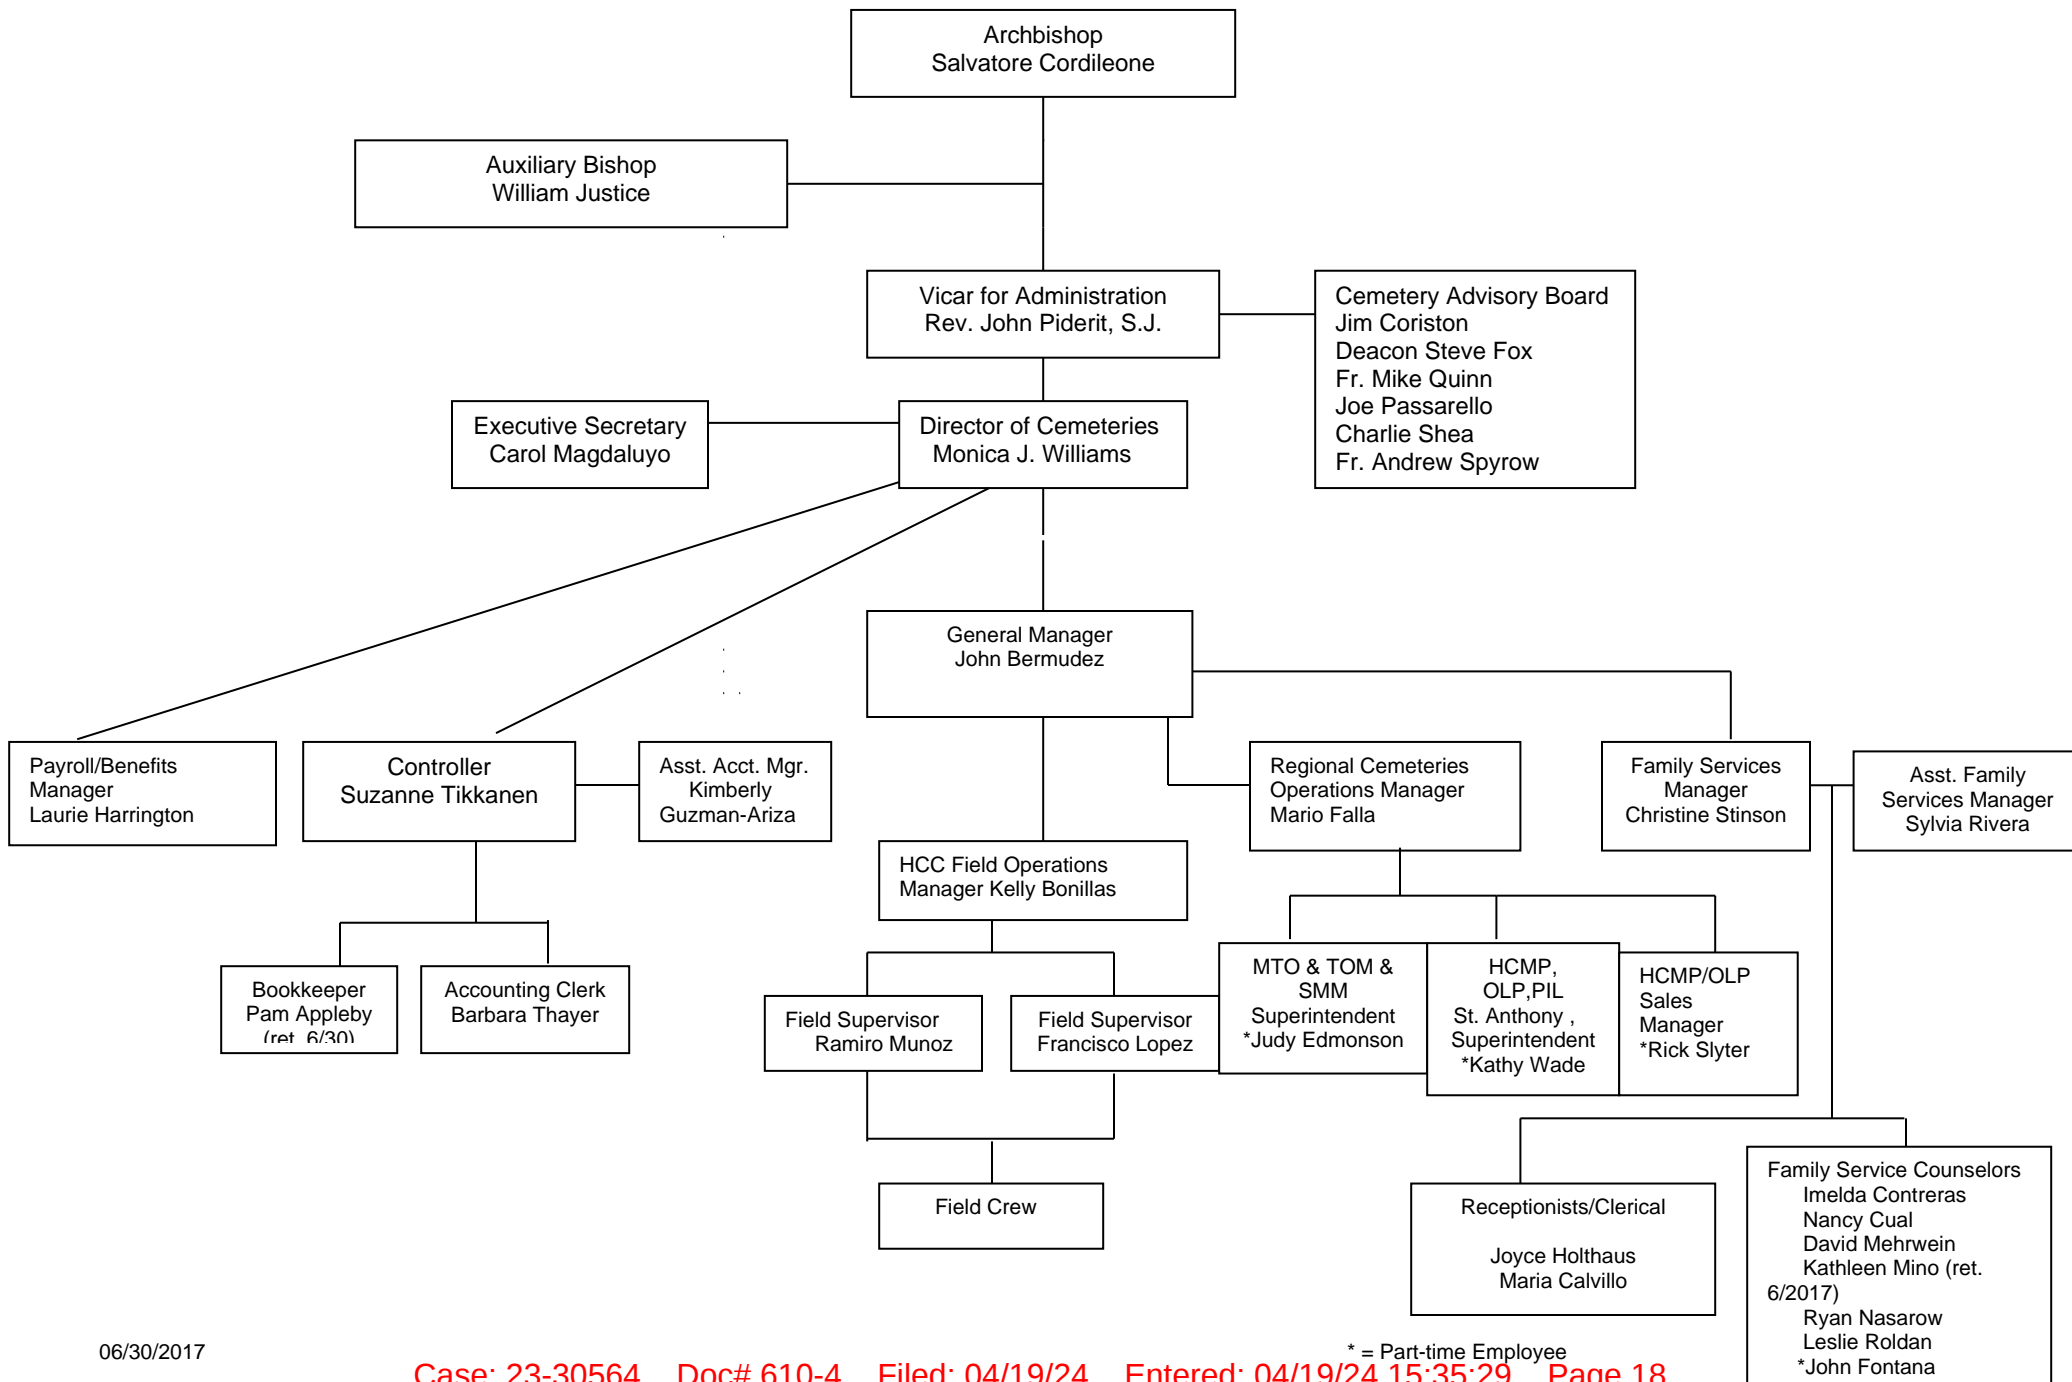 Archbishop
Salvatore Cordileone
Auxiliary Bishop
William Justice
Vicar for Administration
Rev. John Piderit, S.J.
Cemetery Advisory Board
Jim Coriston
Deacon Steve Fox
Fr. Mike Quinn
Joe Passarello
Charlie Shea
Fr. Andrew Spyrow
Executive Secretary
Carol Magdaluyo
Director of Cemeteries
Monica J. Williams
General Manager
John Bermudez
Payroll/Benefits
Manager
Laurie Harrington
Controller
Suzanne Tikkanen
Asst. Acct. Mgr.
Kimberly
Guzman-Ariza
Regional Cemeteries
Operations Manager
Mario Falla
Family Services
Manager
Christine Stinson
Asst. Family
Services Manager
Sylvia Rivera
HCC Field Operations
Manager Kelly Bonillas
Bookkeeper
Pam Appleby
(ret. 6/30)
Accounting Clerk
Barbara Thayer
Field Supervisor
Ramiro Munoz
Field Supervisor
Francisco Lopez
MTO & TOM &
SMM
Superintendent
*Judy Edmonson
HCMP,
OLP,PIL
St. Anthony ,
Superintendent
*Kathy Wade
HCMP/OLP
Sales
Manager
*Rick Slyter
Field Crew
Receptionists/Clerical
Joyce Holthaus
Maria Calvillo
Family Service Counselors
Imelda Contreras
Nancy Cual
David Mehrwein
Kathleen Mino (ret.
6/2017)
Ryan Nasarow
Leslie Roldan
*John Fontana
06/30/2017
* = Part-time Employee
Case: 23-30564 Doc# 610-4 Filed: 04/19/24 Entered: 04/19/24 15:35:29 Page 18